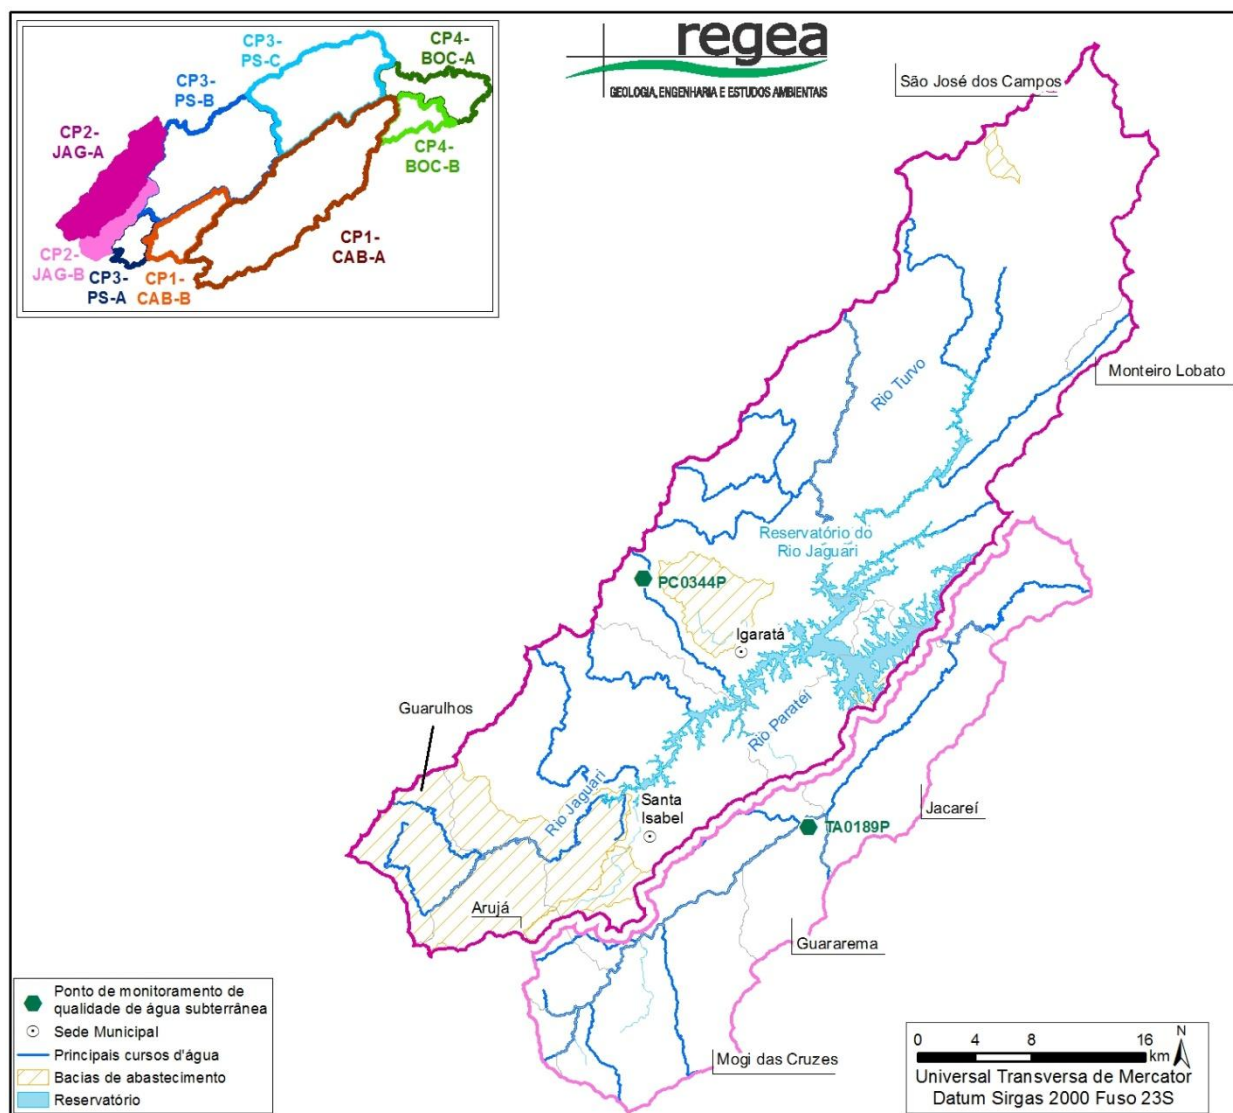 CP3-
PS-C
CP4-
BOC-A
CP3-
PS-B
CP2-
JAG-A
CP4-
BOC-B
CP1-
CAB-A
CP2-
JAG-B
CP3-
PS-A
CP1-
CAB-B
regea
GEOLOGIA, ENGENHARIA E ESTUDOS AMBIENTAIS
São José dos Campos
Monteiro Lobato
Rio Turvo
Reservatório do
Rio Jaguari
PC0344P
Igaratá
Rio Parateí
Guarulhos
Rio Jaguari
Santa
Isabel
TA0189P
Jacareí
Arujá
Guararema
Mogi das Cruzes
Ponto de monitoramento de
qualidade de água subterrânea
Sede Municipal
Principais cursos d'água
Bacias de abastecimento
Reservatório
0 4 8 16
km
N
Universal Transversa de Mercator
Datum Sirgas 2000 Fuso 23S